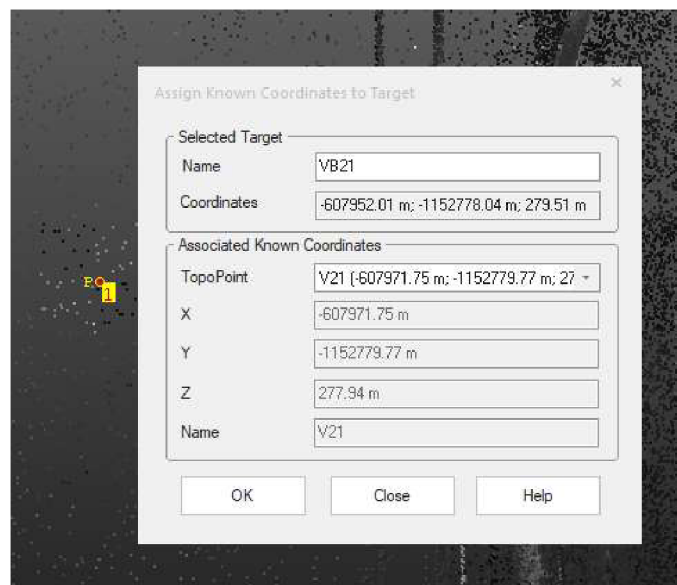 Assign Known Coordinates to Target
Selected Target
Name VB21
Coordinates -607952.01 m; -1152778.04 m; 279.51 m
Associated Known Coordinates
TopoPoint V21 (-607971.75 m; -1152779.77 m; 27
X -607971.75 m
Y -1152779.77 m
Z 277.94 m
Name V21
P
1
OK Close Help